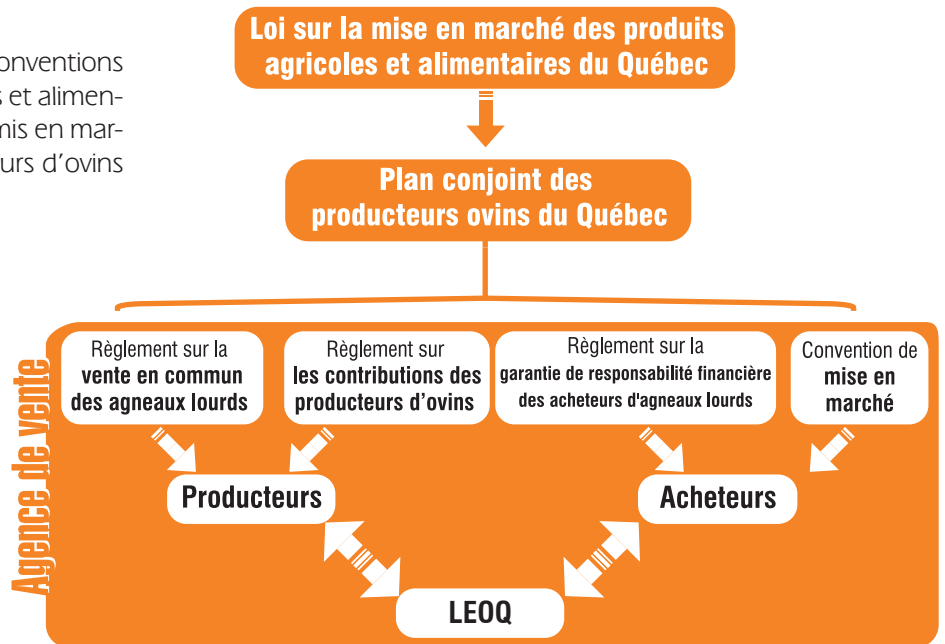 onventions
s et alimen-
mis en mar-
urs d'ovins
Loi sur la mise en marché des produits
agricoles et alimentaires du Québec
Plan conjoint des
producteurs ovins du Québec
Agence de vente
Règlement sur la
vente en commun
des agneaux lourds
Règlement sur
les contributions des
producteurs d'ovins
Règlement sur la
garantie de responsabilité financière
des acheteurs d'agneaux lourds
Convention de
mise en
marché
Producteurs
Acheteurs
LEOQ